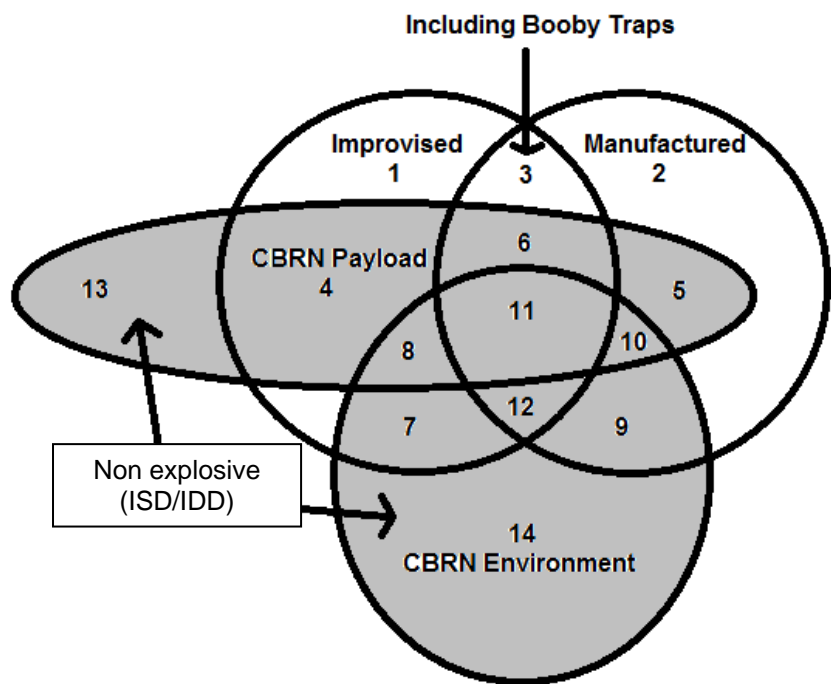 Including Booby Traps
Improvised
1
3
Manufactured
2
CBRN Payload
4
6
5
13
11
8
10
7
12
9
Non explosive
(ISD/IDD)
14
CBRN Environment